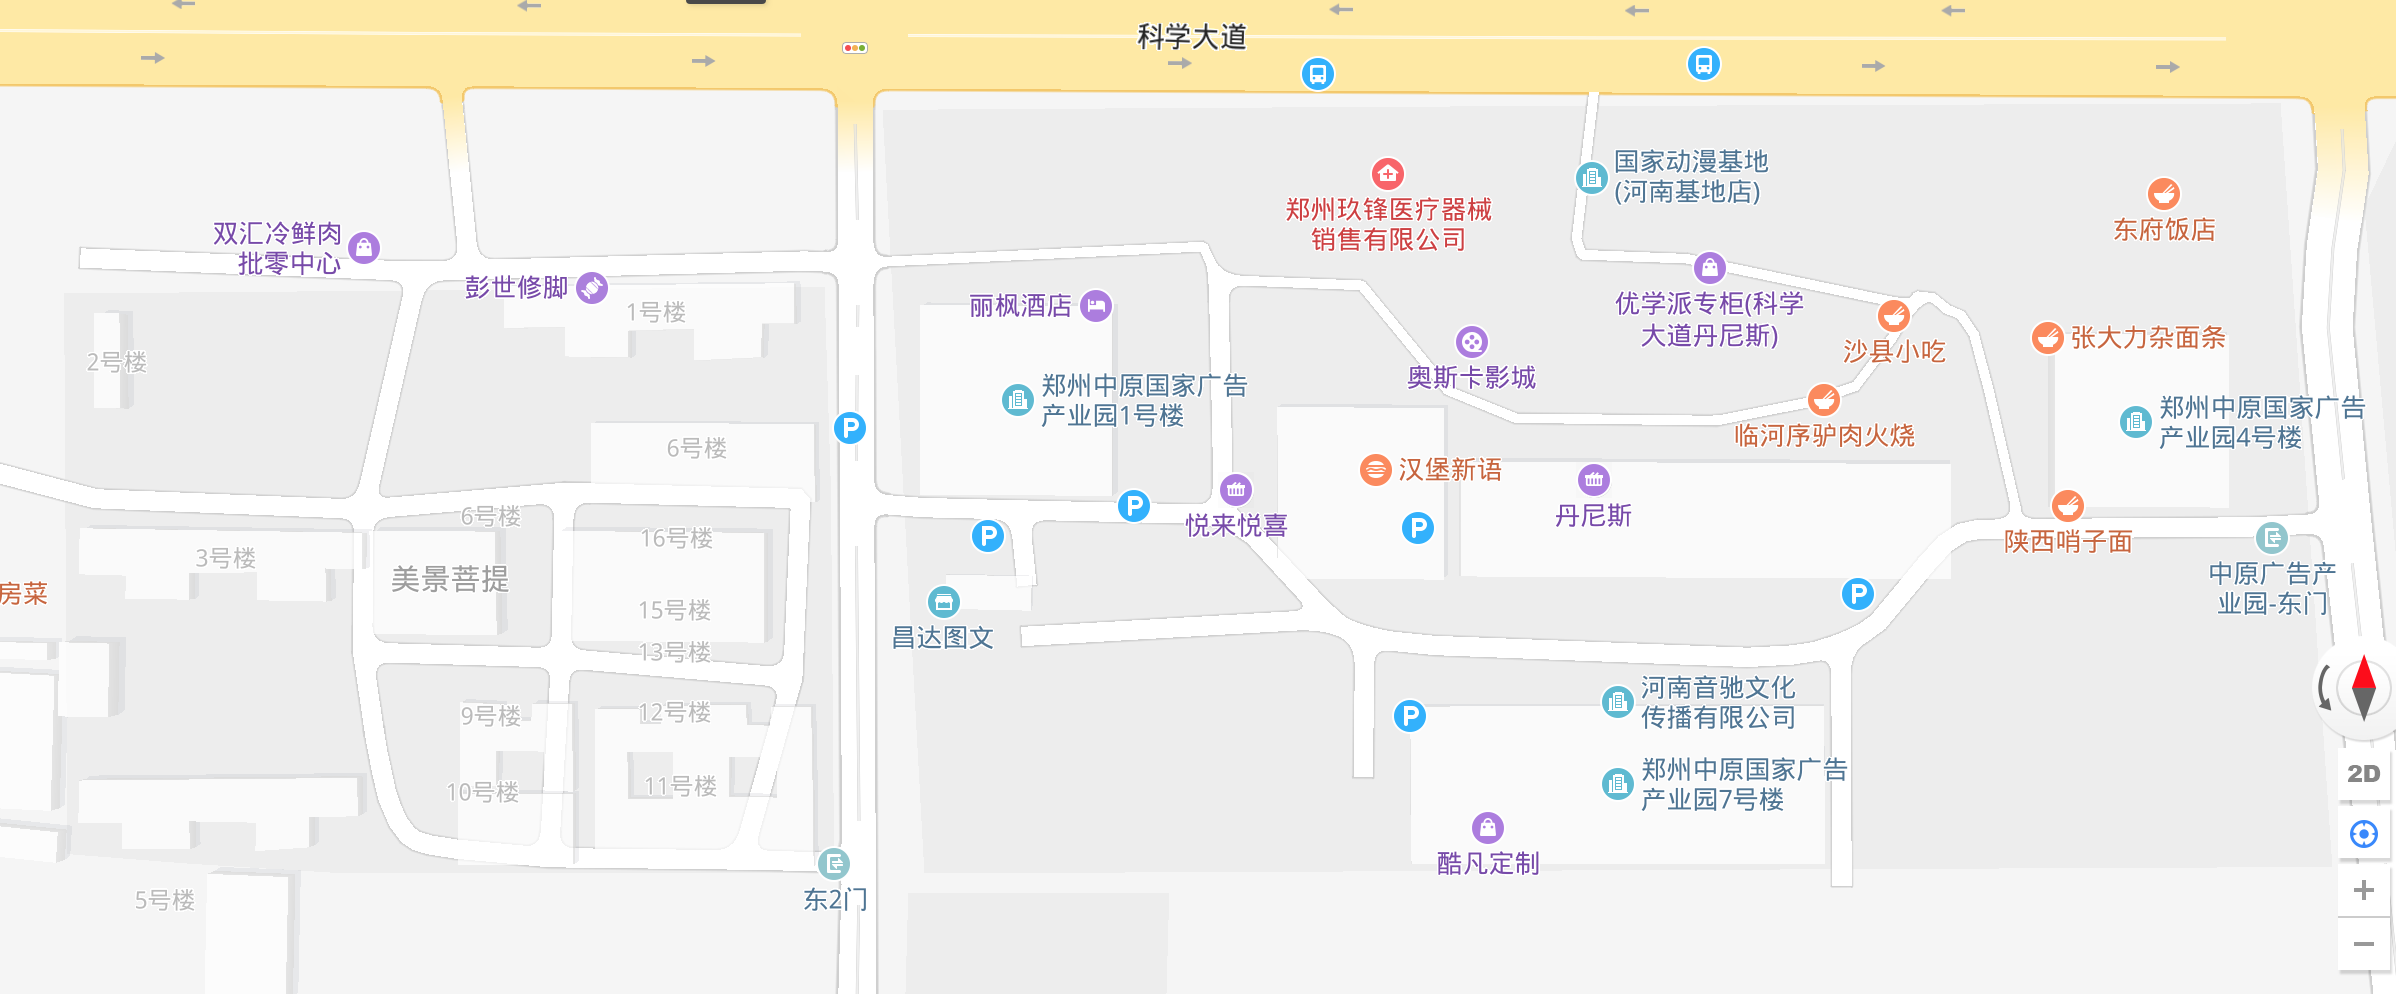 科学大道
国家动漫基地
(河南基地店)
郑州玖锋医疗器械
销售有限公司
东府饭店
双汇冷鲜肉
批零中心
彭世修脚
1号楼
丽枫酒店
优学派专柜(科学
大道丹尼斯)
2号楼
沙县小吃
张大力杂面条
奥斯卡影城
郑州中原国家广告
产业园1号楼
郑州中原国家广告
产业园4号楼
P
临河序驴肉火烧
6号楼
汉堡新语
丹尼斯
6号楼
P
悦来悦喜
16号楼
P
P
陕西哨子面
3号楼
美景菩提
房菜
中原广告产
业园-东门
15号楼
P
昌达图文
13号楼
河南音驰文化
传播有限公司
9号楼
12号楼
P
郑州中原国家广告
产业园7号楼
2D
10号楼
11号楼
酷凡定制
5号楼
东2门